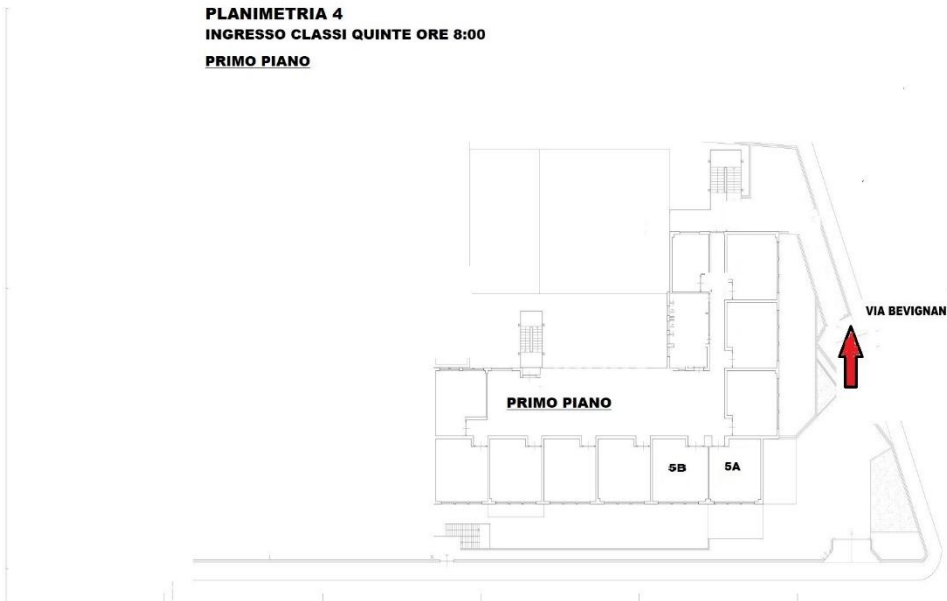 PLANIMETRIA 4
INGRESSO CLASSI QUINTE ORE 8:00
PRIMO PIANO
VIA BEVIGNAN
PRIMO PIANO
5B
5A